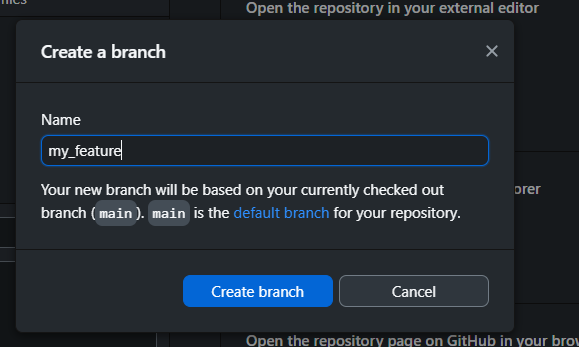 Open the repository in your external editor
Create a branch
Name
my_feature
Your new branch will be based on your currently checked out
branch (main). main is the default branch for your repository.
orer
Create branch
Cancel
Open the repository page on GitHub in your brow